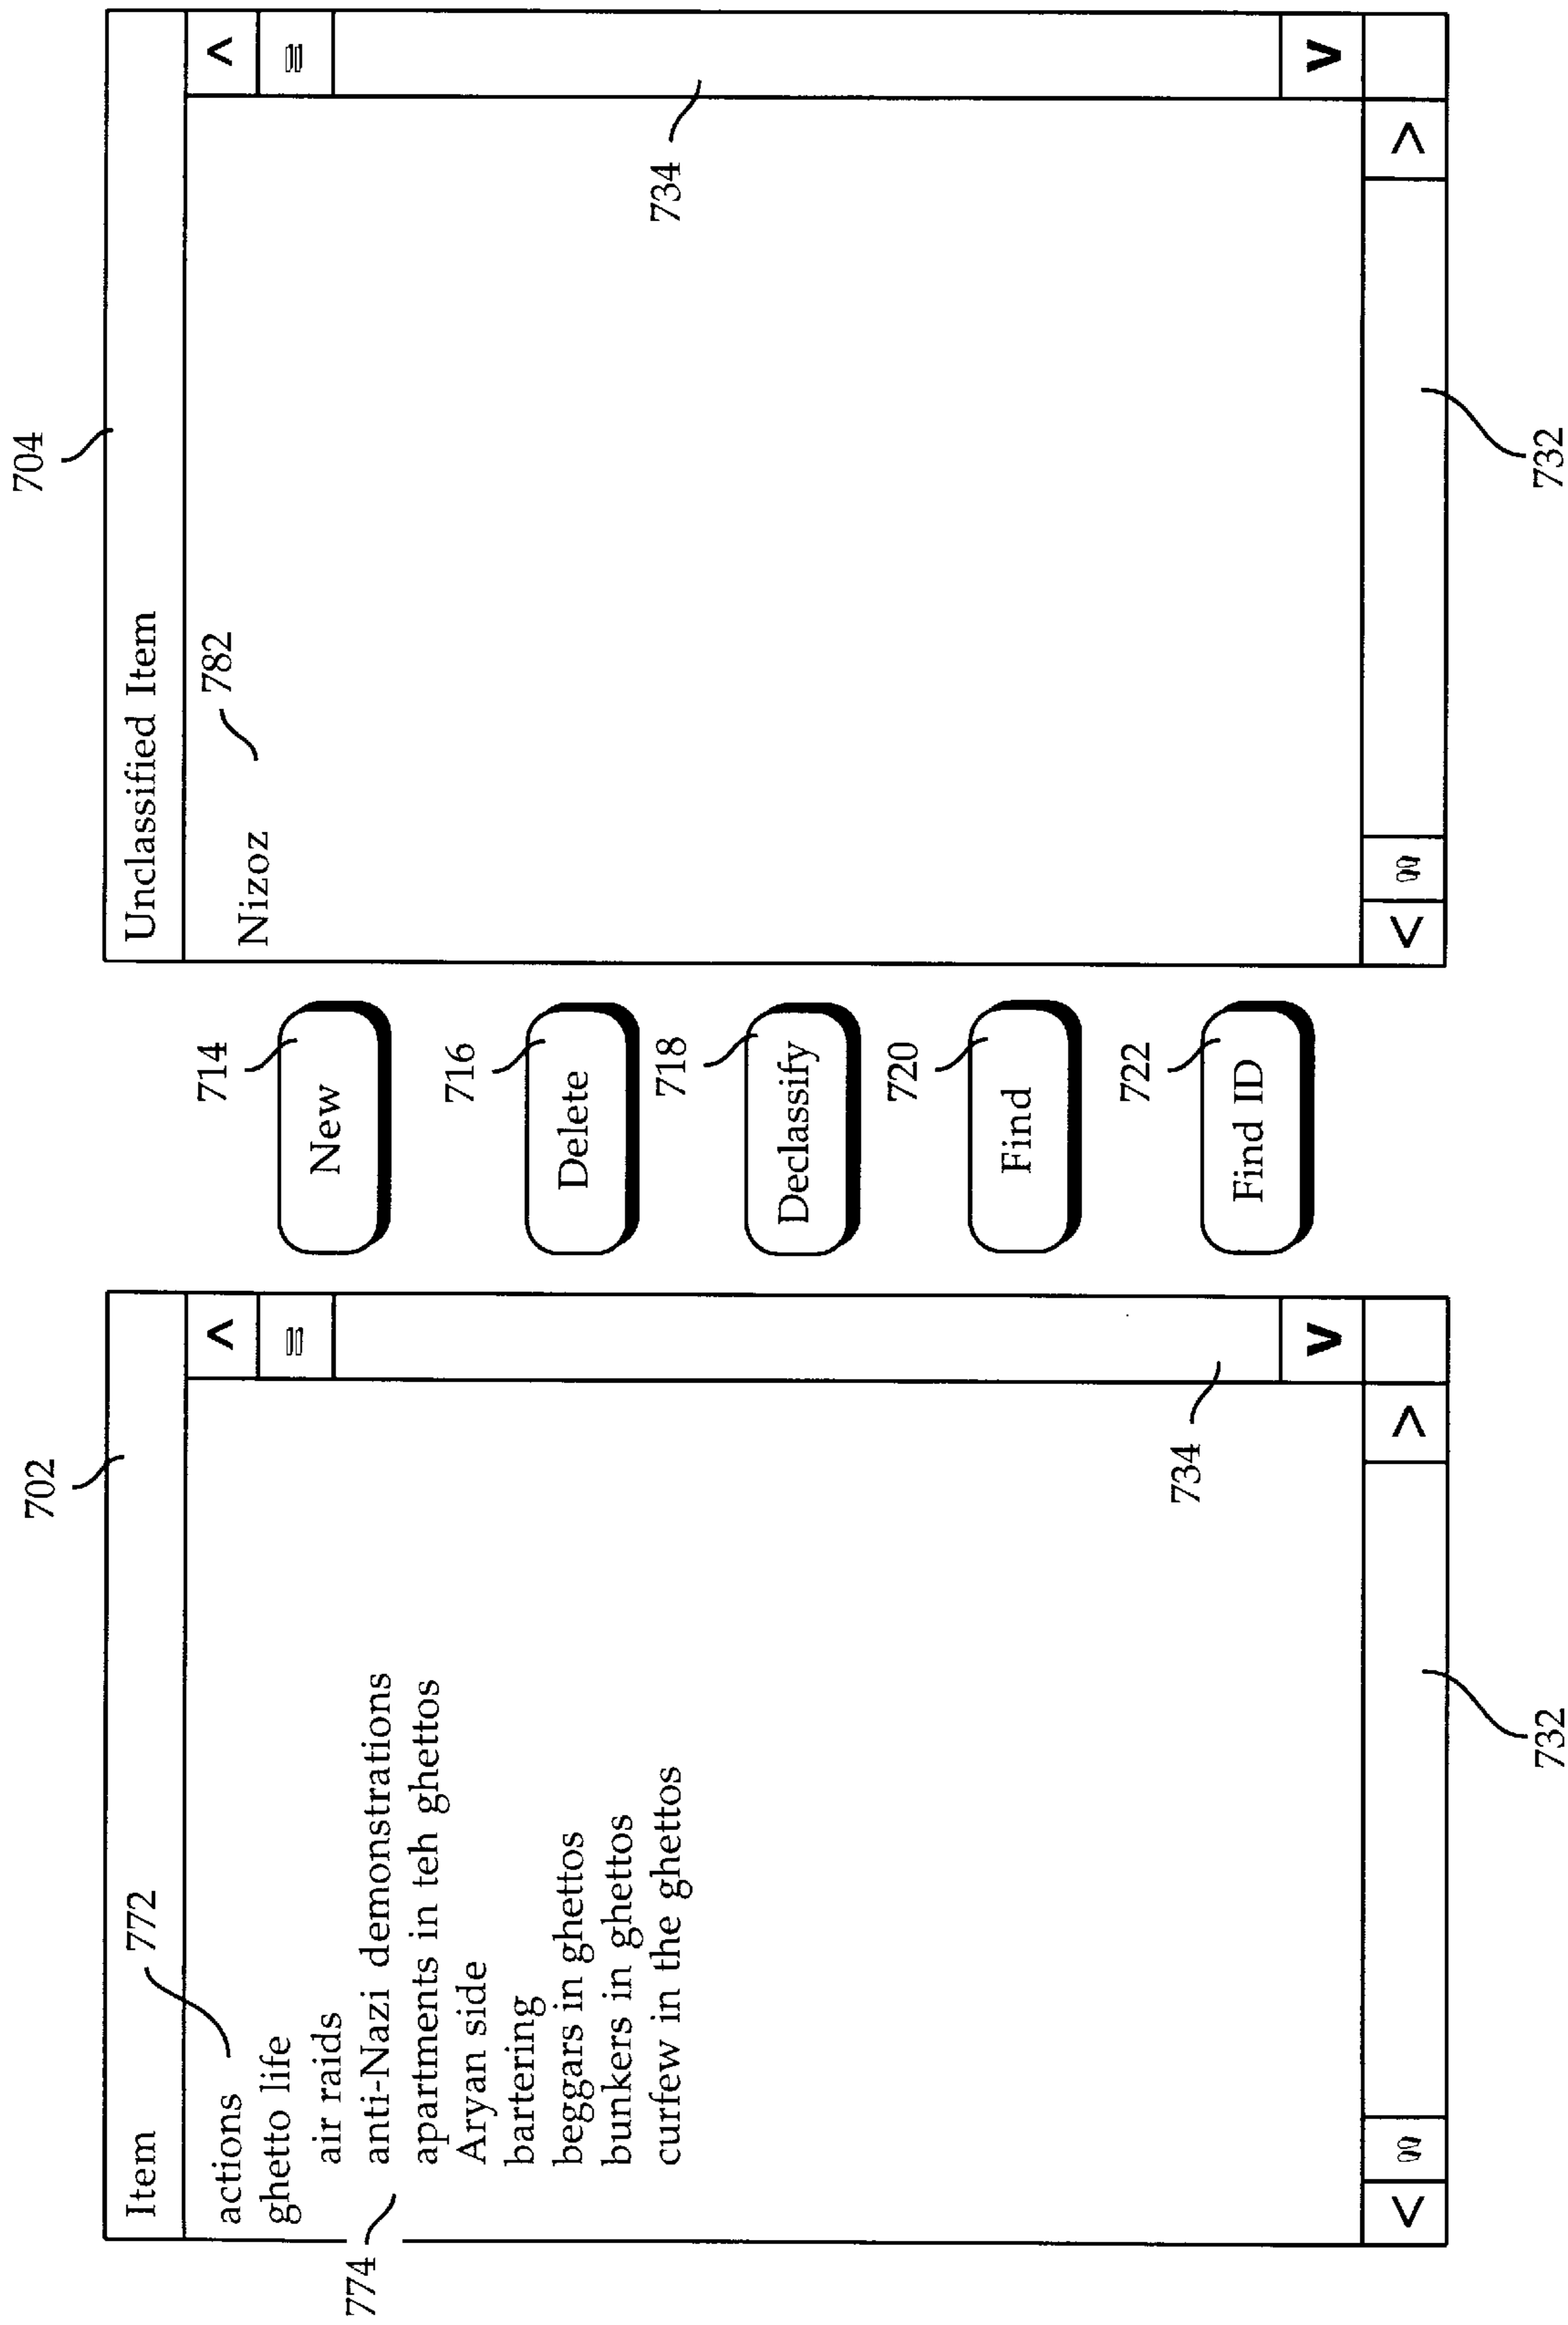 702
Item
772
actions
ghetto life
air raids
774
anti-Nazi demonstrations
apartments in teh ghettos
Aryan side
bartering
beggars in ghettos
bunkers in ghettos
curfew in the ghettos
734
732
714
New
716
Delete
718
Declassify
720
Find
722
Find ID
704
Unclassified Item
782
Nizoz
734
732